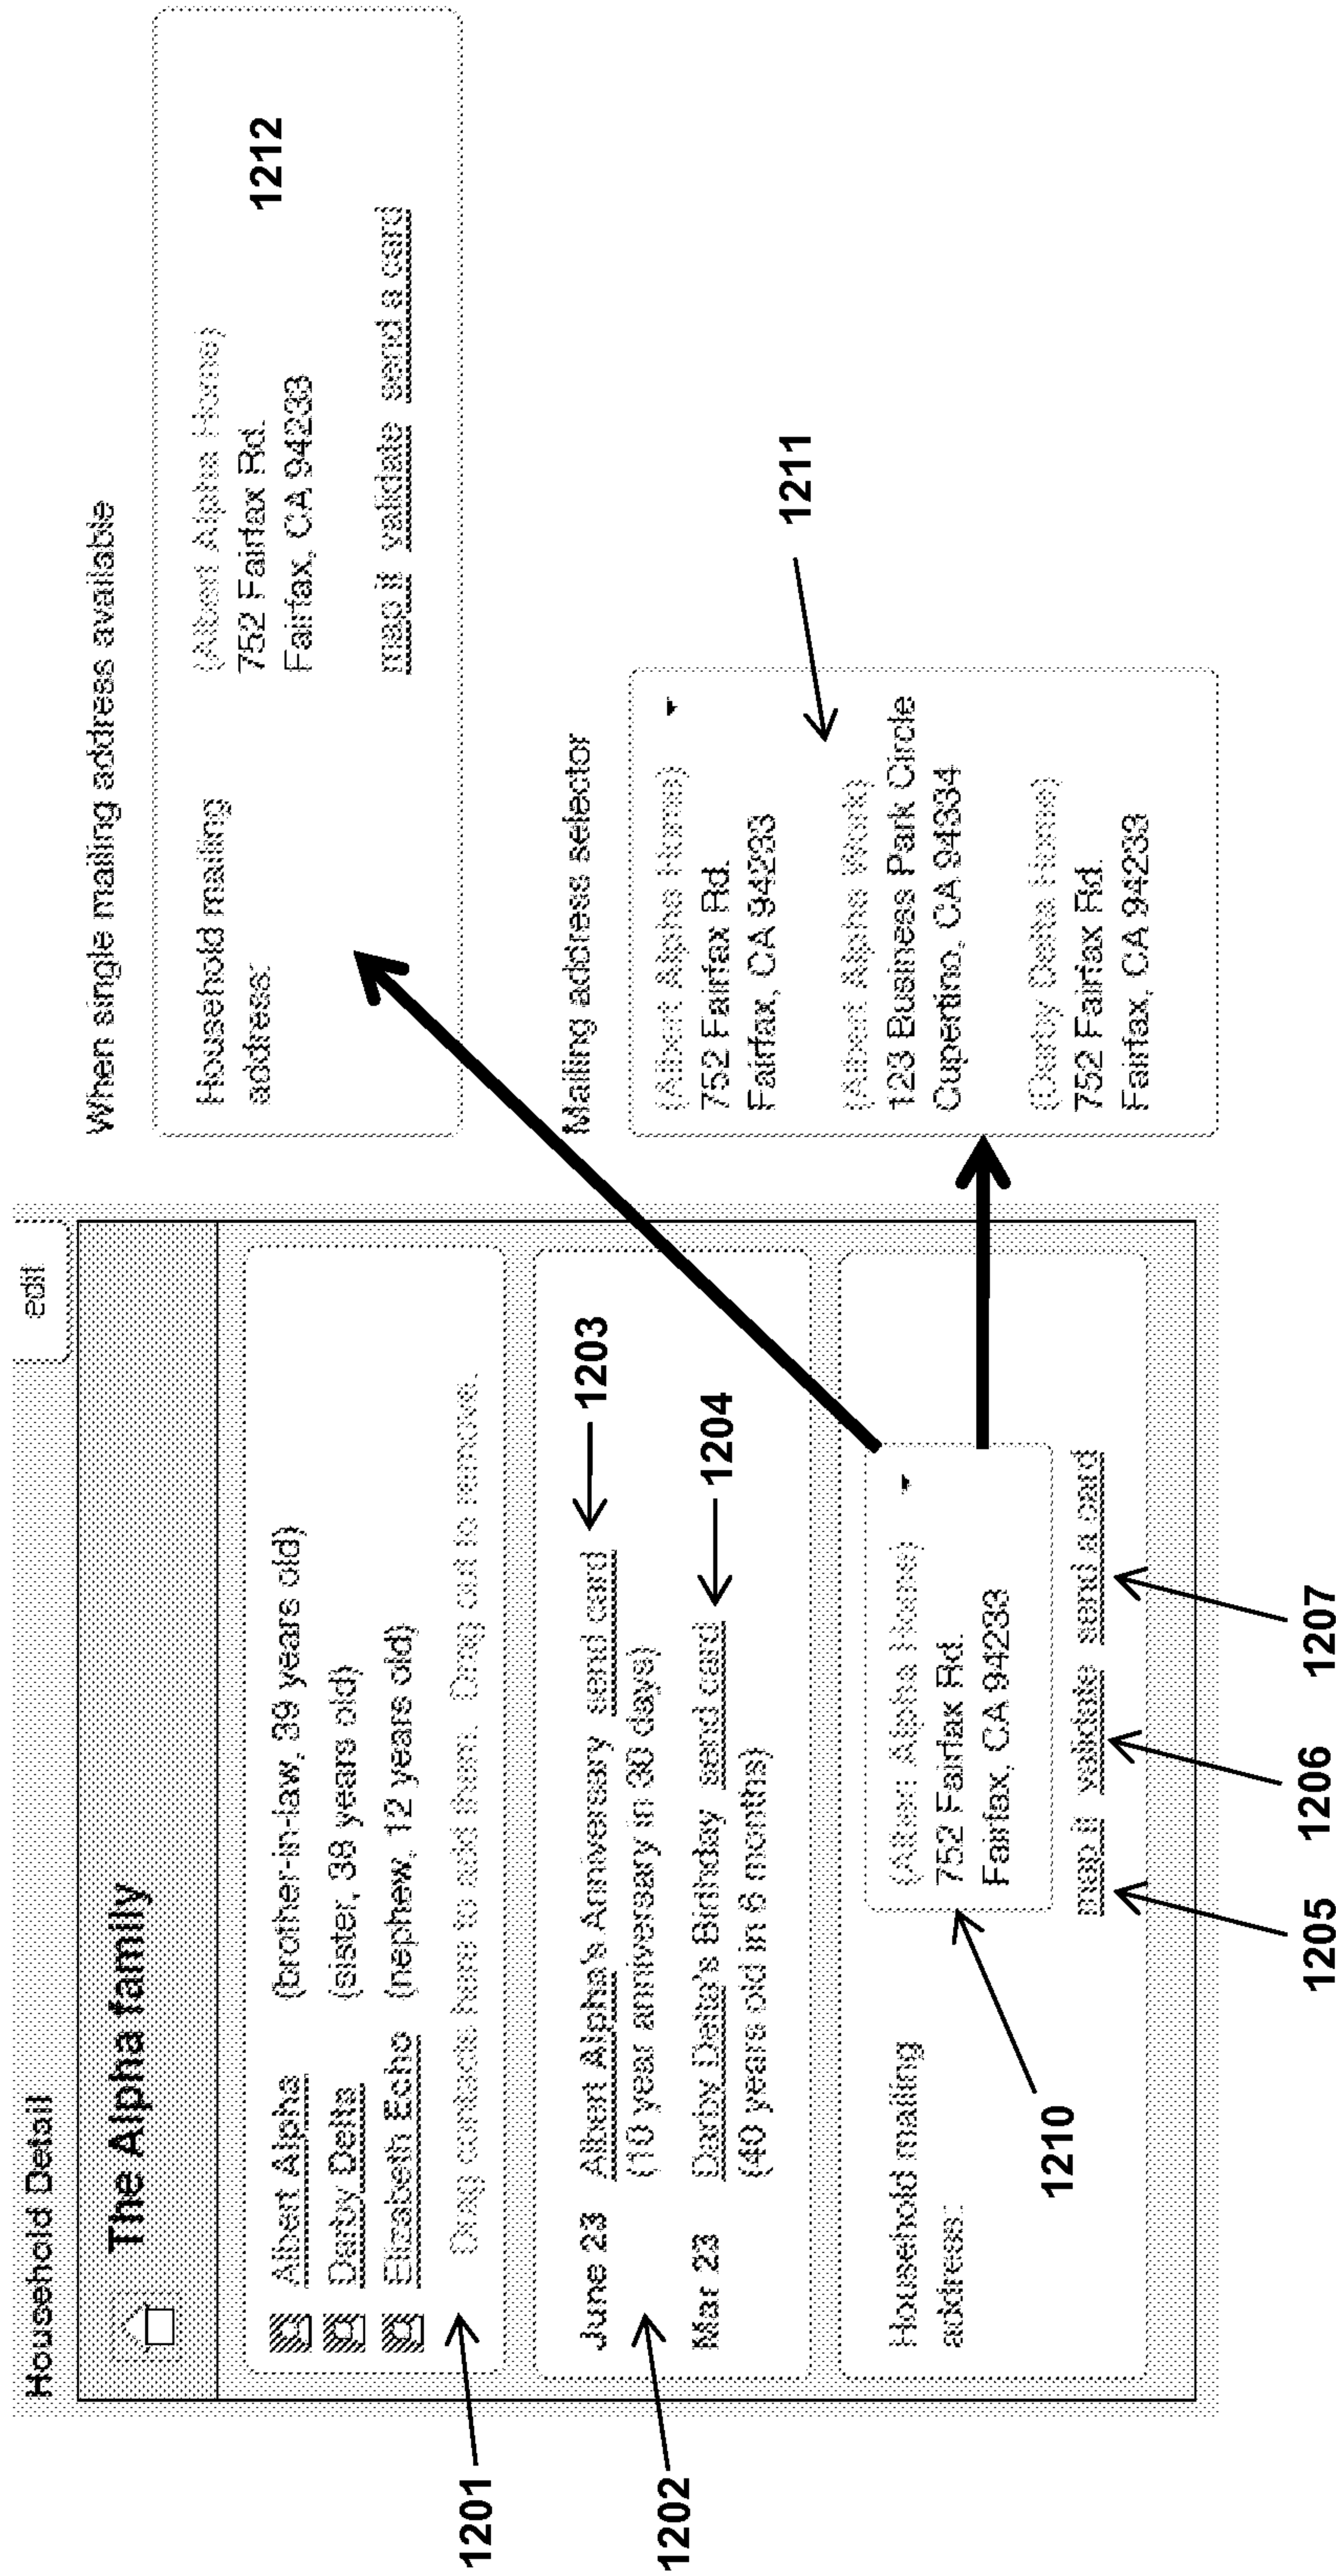 Household Detail
edit
The Alpha family
Albert Alpha (brother-in-law, 39 years old)
Darby Delta (sister, 38 years old)
Elizabeth Echo (nephew, 12 years old)
Drag contacts here to add them. Drag out to remove.
1201
June 23 Albert Alpha's Anniversary send card
1203
(10 year anniversary in 30 days)
1202
Mar 23 Darby Delta's Birthday send card
1204
(40 years old in 6 months)
Household mailing
address:
(Albert Alpha Home)
752 Fairfax Rd.
Fairfax, CA 94233
1210
map it validate send a card
1205
1206
1207
When single mailing address available
Household mailing
address:
(Albert Alpha Home)
752 Fairfax Rd.
Fairfax, CA 94233
1212
map it validate send a card
Mailing address selector
(Albert Alpha Home)
752 Fairfax Rd.
Fairfax, CA 94233
1211
(Albert Alpha Work)
123 Business Park Circle
Cupertino, CA 94334
(Darby Delta Home)
752 Fairfax Rd.
Fairfax, CA 94233